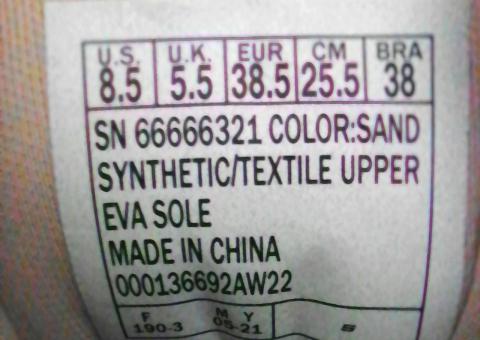 U.S. U.K. EUR CM BRA
8.5 5.5 38.5 25.5 38
SN 66666321 COLOR:SAND
SYNTHETIC/TEXTILE UPPER
EVA SOLE
MADE IN CHINA
000136692AW22
F M Y
190-3 05-21